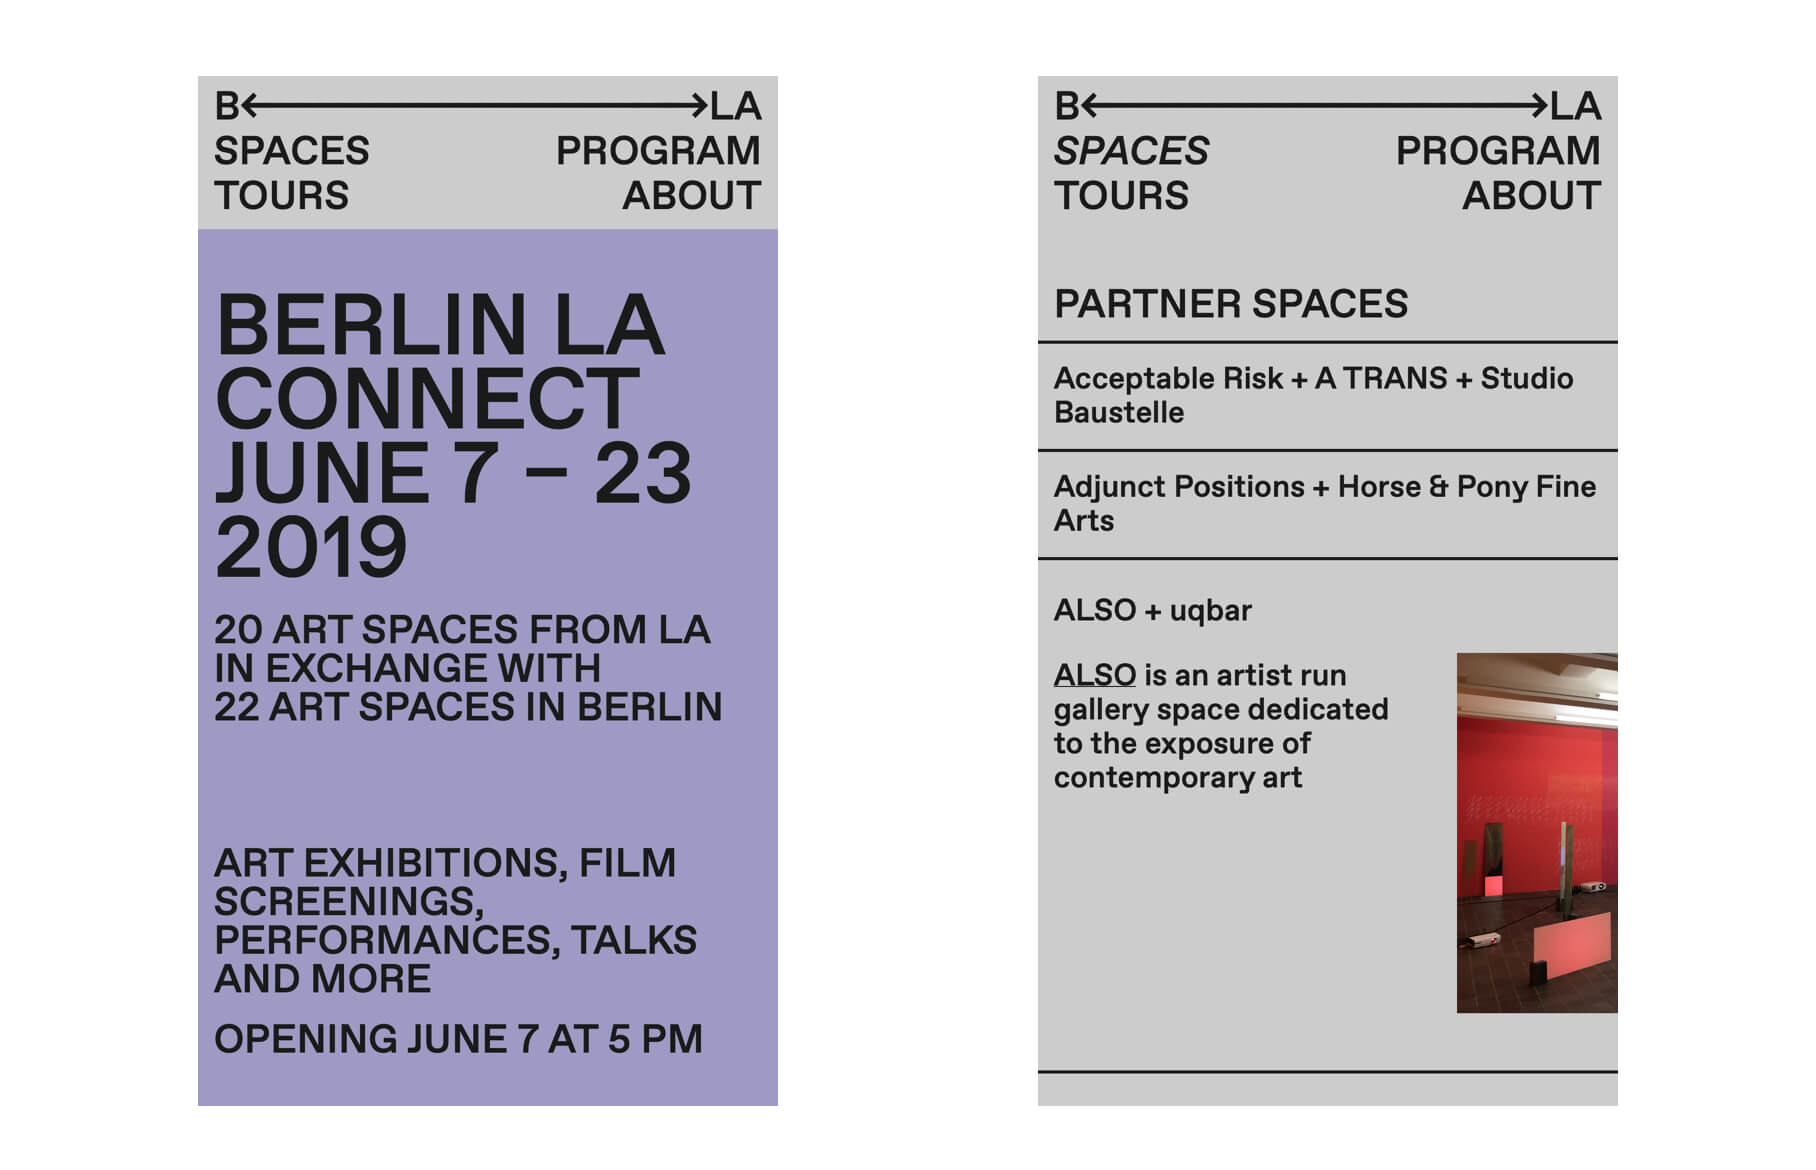 B←→LA
SPACES PROGRAM
TOURS ABOUT
BERLIN LA
CONNECT
JUNE 7 – 23
2019
20 ART SPACES FROM LA
IN EXCHANGE WITH
22 ART SPACES IN BERLIN
ART EXHIBITIONS, FILM
SCREENINGS,
PERFORMANCES, TALKS
AND MORE
OPENING JUNE 7 AT 5 PM
B←→LA
SPACES PROGRAM
TOURS ABOUT
PARTNER SPACES
Acceptable Risk + A TRANS + Studio
Baustelle
Adjunct Positions + Horse & Pony Fine
Arts
ALSO + uqbar
ALSO is an artist run
gallery space dedicated
to the exposure of
contemporary art